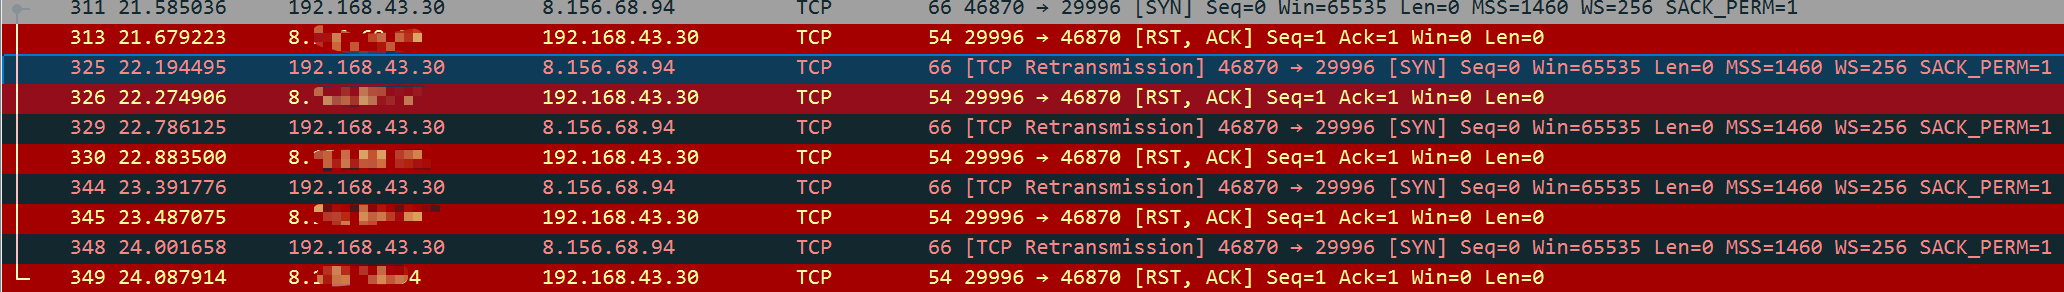 311 21.585036 192.168.43.30 8.156.68.94 TCP 66 46870 → 29996 [SYN] Seq=0 Win=65535 Len=0 MSS=1460 WS=256 SACK_PERM=1
313 21.679223 8. 192.168.43.30 TCP 54 29996 → 46870 [RST, ACK] Seq=1 Ack=1 Win=0 Len=0
325 22.194495 192.168.43.30 8.156.68.94 TCP 66 [TCP Retransmission] 46870 → 29996 [SYN] Seq=0 Win=65535 Len=0 MSS=1460 WS=256 SACK_PERM=1
326 22.274906 8. 192.168.43.30 TCP 54 29996 → 46870 [RST, ACK] Seq=1 Ack=1 Win=0 Len=0
329 22.786125 192.168.43.30 8.156.68.94 TCP 66 [TCP Retransmission] 46870 → 29996 [SYN] Seq=0 Win=65535 Len=0 MSS=1460 WS=256 SACK_PERM=1
330 22.883500 8. 192.168.43.30 TCP 54 29996 → 46870 [RST, ACK] Seq=1 Ack=1 Win=0 Len=0
344 23.391776 192.168.43.30 8.156.68.94 TCP 66 [TCP Retransmission] 46870 → 29996 [SYN] Seq=0 Win=65535 Len=0 MSS=1460 WS=256 SACK_PERM=1
345 23.487075 8. 192.168.43.30 TCP 54 29996 → 46870 [RST, ACK] Seq=1 Ack=1 Win=0 Len=0
348 24.001658 192.168.43.30 8.156.68.94 TCP 66 [TCP Retransmission] 46870 → 29996 [SYN] Seq=0 Win=65535 Len=0 MSS=1460 WS=256 SACK_PERM=1
349 24.087914 8. 192.168.43.30 TCP 54 29996 → 46870 [RST, ACK] Seq=1 Ack=1 Win=0 Len=0